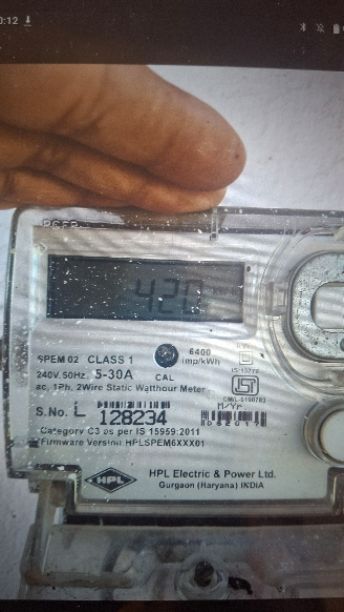 420
SPEM 02 CLASS 1
6400
imp/kWh
240V, 50Hz, 5-30A
CAL
ac, 1Ph, 2Wire Static Watthour Meter
S.No. L 128234
M/Yr
Category C3 as per IS 15959:2011
Firmware Version HPLSPEM6XXX01
HPL
HPL Electric & Power Ltd.
Gurgaon (Haryana) INDIA